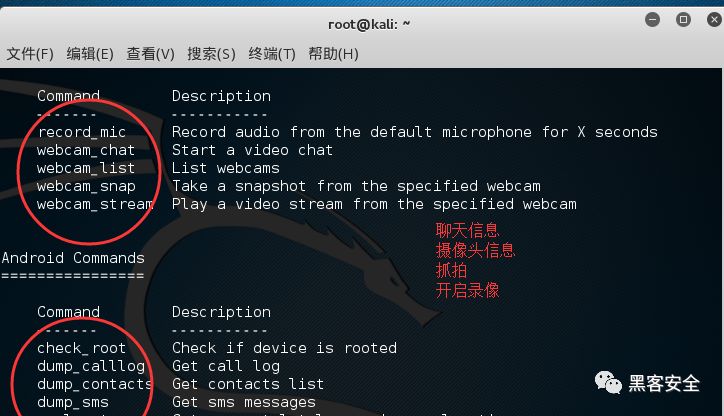 root@kali: ~
文件(F) 编辑(E) 查看(V) 搜索(S) 终端(T) 帮助(H)
Command Description
------- -----------
record_mic Record audio from the default microphone for X seconds
webcam_chat Start a video chat
webcam_list List webcams
webcam_snap Take a snapshot from the specified webcam
webcam_stream Play a video stream from the specified webcam
聊天信息
摄像头信息
抓拍
开启录像
Android Commands
================
Command Description
------- -----------
check_root Check if device is rooted
dump_calllog Get call log
dump_contacts Get contacts list
dump_sms Get sms messages
黑客安全